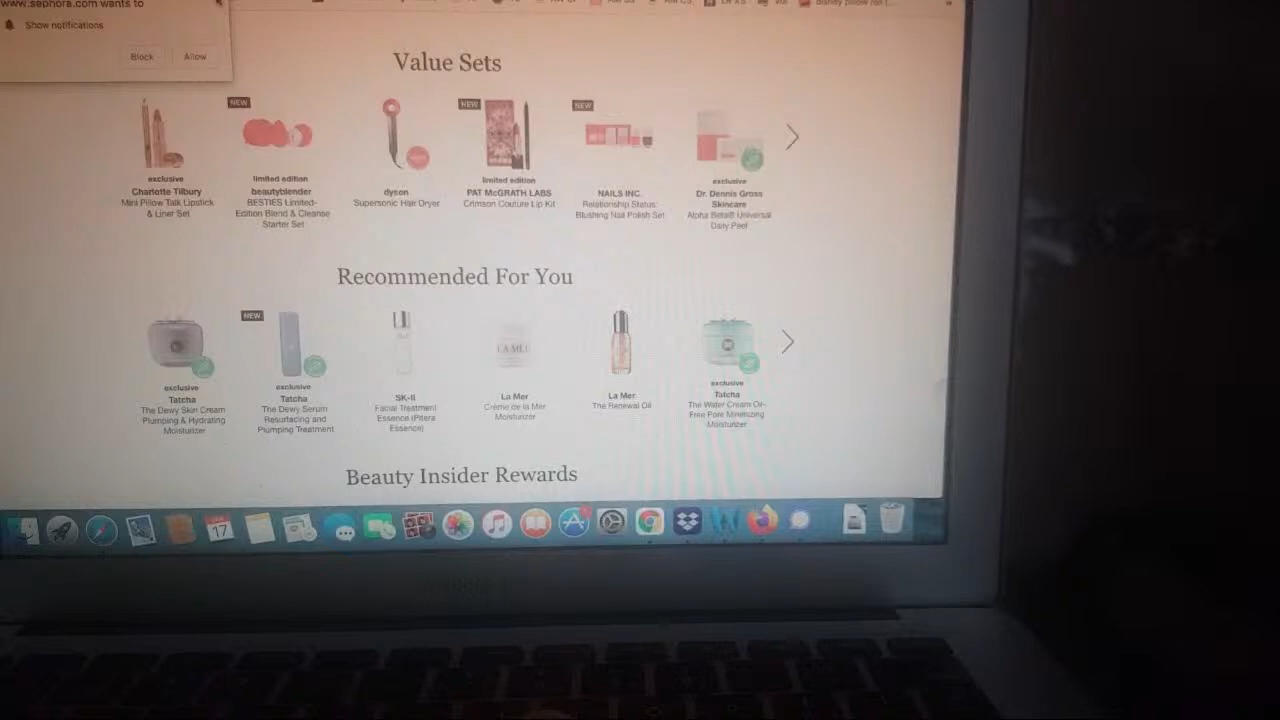 www.sephora.com wants to
Show notifications
Block
Allow
Value Sets
NEW
NEW
NEW
exclusive
Charlotte Tilbury
Mini Pillow Talk Lipstick
& Liner Set
limited edition
beautyblender
BESTIES Limited-
Edition Blend & Cleanse
Starter Set
dyson
Supersonic Hair Dryer
limited edition
PAT McGRATH LABS
Crimson Couture Lip Kit
NAILS INC.
Relationship Status:
Blushing Nail Polish Set
exclusive
Dr. Dennis Gross
Skincare
Alpha Beta® Universal
Daily Peel
Recommended For You
NEW
LA MER
exclusive
Tatcha
The Dewy Skin Cream
Plumping & Hydrating
Moisturizer
exclusive
Tatcha
The Dewy Serum
Resurfacing and
Plumping Treatment
SK-II
Facial Treatment
Essence (Pitera
Essence)
La Mer
Crème de la Mer
Moisturizer
La Mer
The Renewal Oil
exclusive
Tatcha
The Water Cream Oil-
Free Pore Minimizing
Moisturizer
Beauty Insider Rewards
17